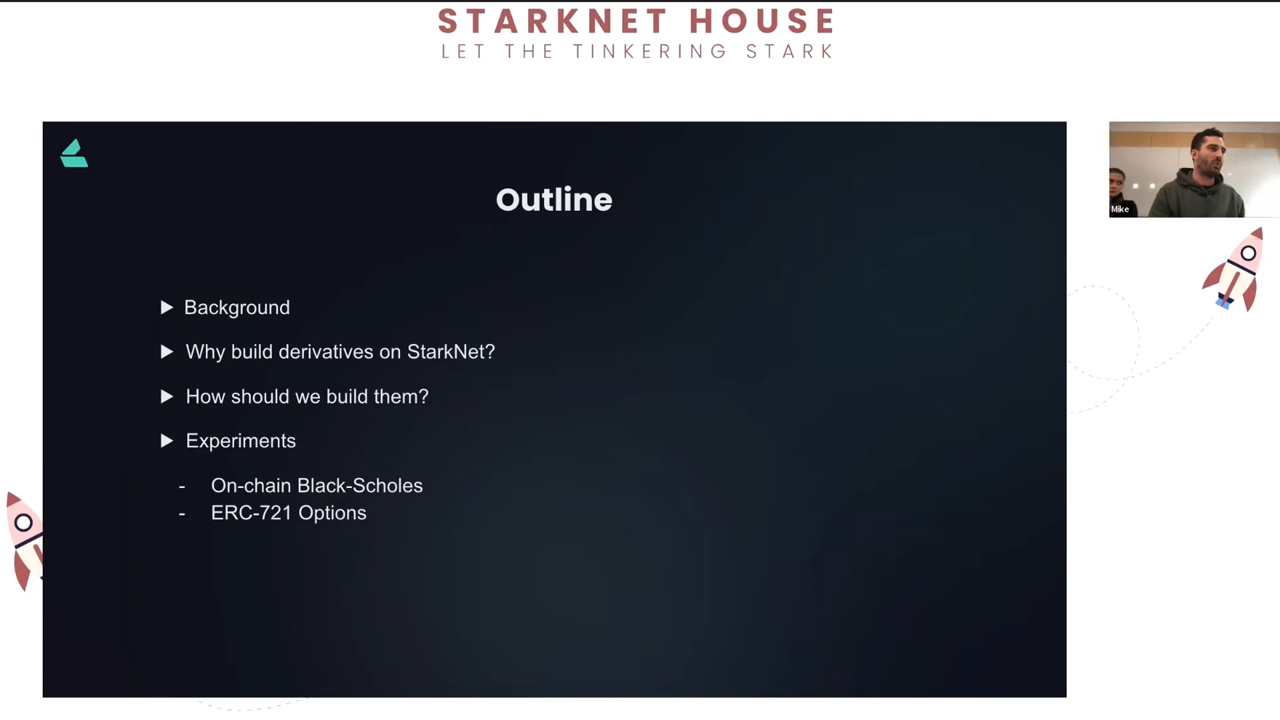 STARKNET HOUSE
LET THE TINKERING STARK
Outline
▶ Background
▶ Why build derivatives on StarkNet?
▶ How should we build them?
▶ Experiments
- On-chain Black-Scholes
- ERC-721 Options
Mike